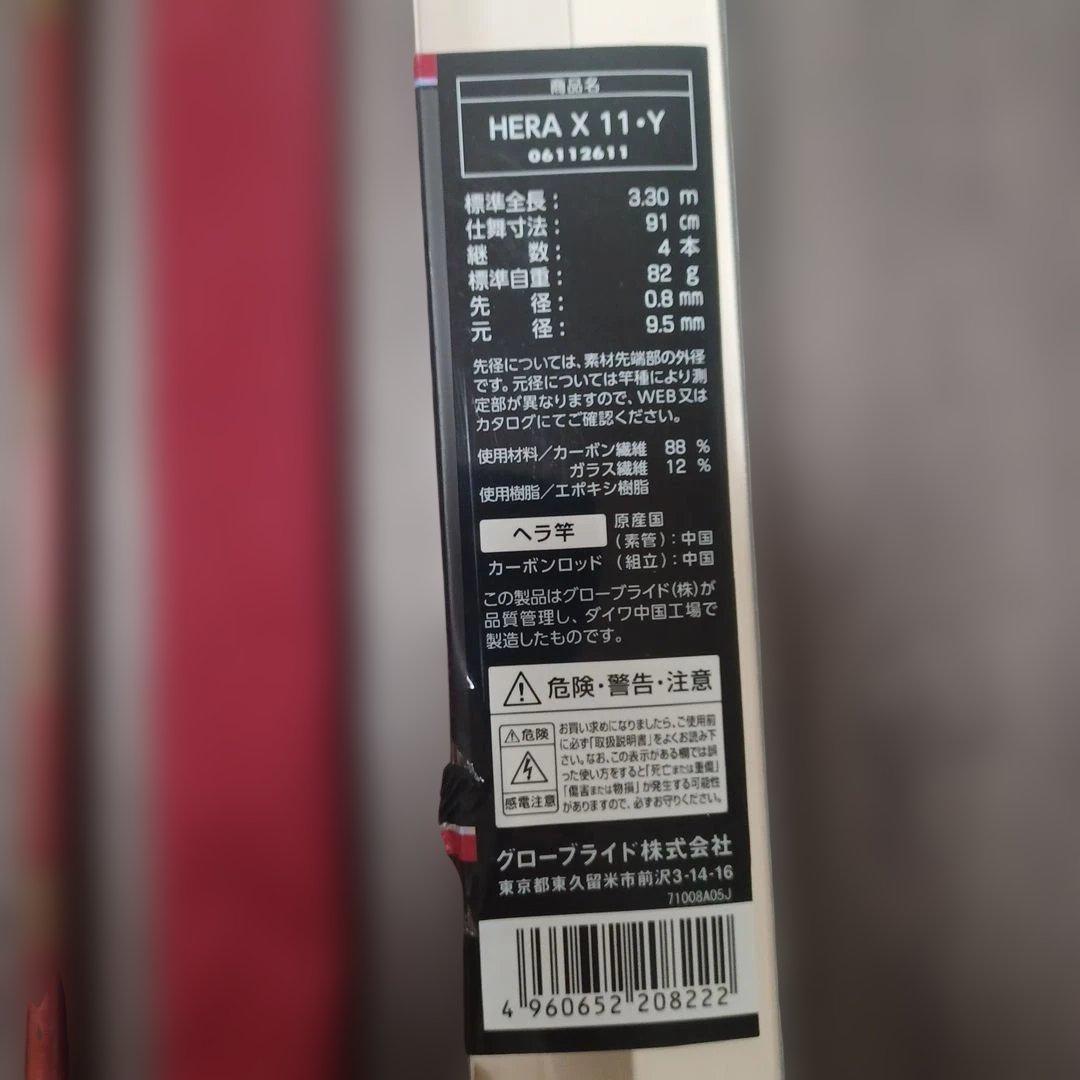 商品名
HERA X 11・Y
06112611
標準全長： 3.30 m
仕舞寸法： 91 cm
継　数： 4 本
標準自重： 82 g
先　径： 0.8 mm
元　径： 9.5 mm
先径については、素材先端部の外径
です。元径については竿種により測
定部が異なりますので、WEB又は
カタログにてご確認ください。
使用材料／カーボン繊維 88 %
ガラス繊維 12 %
使用樹脂／エポキシ樹脂
ヘラ竿
原産国
（素管）：中国
カーボンロッド （組立）：中国
この製品はグローブライド（株）が
品質管理し、ダイワ中国工場で
製造したものです。
危険・警告・注意
危険
感電注意
お買い求めになりましたら、ご使用前
に必ず「取扱説明書」をよくお読み下
さい。なお、この表示がある欄では誤
った使い方をすると「死亡または重傷」
「傷害または物損」が発生する可能性
がありますので、必ずお守りください。
グローブライド株式会社
東京都東久留米市前沢3-14-16
71008A05J
4 960652 208222